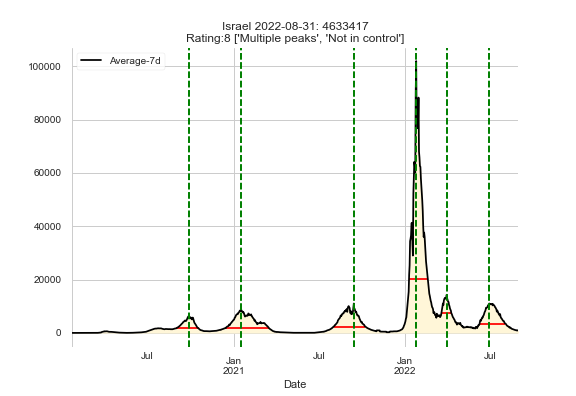 Israel 2022-08-31: 4633417
Rating:8 ['Multiple peaks', 'Not in control']
Average-7d
100000
80000
60000
40000
20000
0
Jul
Jan
2021
Jul
Jan
2022
Jul
Date